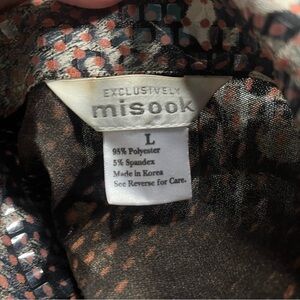 EXCLUSIVELY
misook
L
95% Polyester
5% Spandex
Made in Korea
See Reverse for Care.